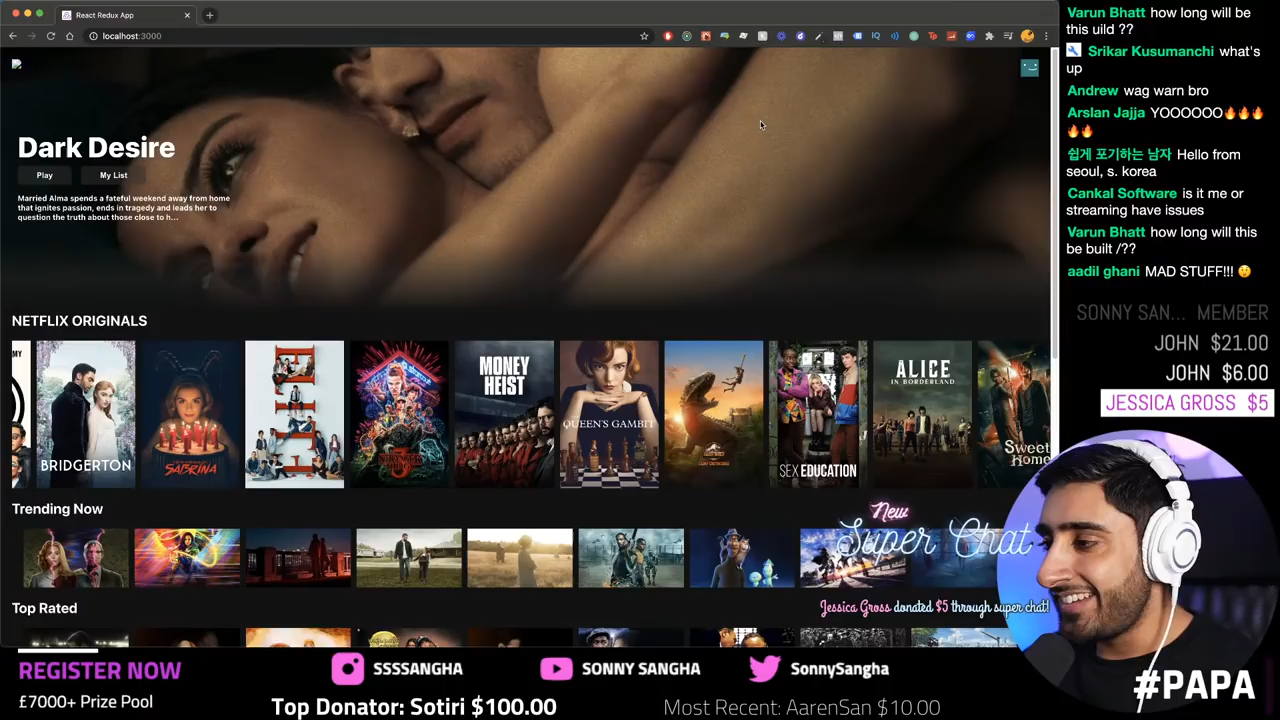 React Redux App
localhost:3000
Dark Desire
Play
My List
Married Alma spends a fateful weekend away from home
that ignites passion, ends in tragedy and leads her to
question the truth about those close to h...
NETFLIX ORIGINALS
MY
BRIDGERTON
SABRINA
ELITE
MONEY
HEIST
QUEEN'S GAMBIT
SEX EDUCATION
ALICE
IN BORDERLAND
Sweet
Home
Trending Now
New
Super Chat
Jessica Gross donated $5 through super chat!
Top Rated
Varun Bhatt how long will be
this uild ??
Srikar Kusumanchi what's
up
Andrew wag warn bro
Arslan Jajja YOOOOOO🔥🔥🔥
🔥🔥
쉽게 포기하는 남자 Hello from
seoul, s. korea
Cankal Software is it me or
streaming have issues
Varun Bhatt how long will this
be built /??
aadil ghani MAD STUFF!!! 🤫
SONNY SAN... MEMBER
JOHN $21.00
JOHN $6.00
JESSICA GROSS $5
#PAPA
REGISTER NOW
£7000+ Prize Pool
SSSSANGHA
SONNY SANGHA
SonnySangha
Top Donator: Sotiri $100.00
Most Recent: AarenSan $10.00